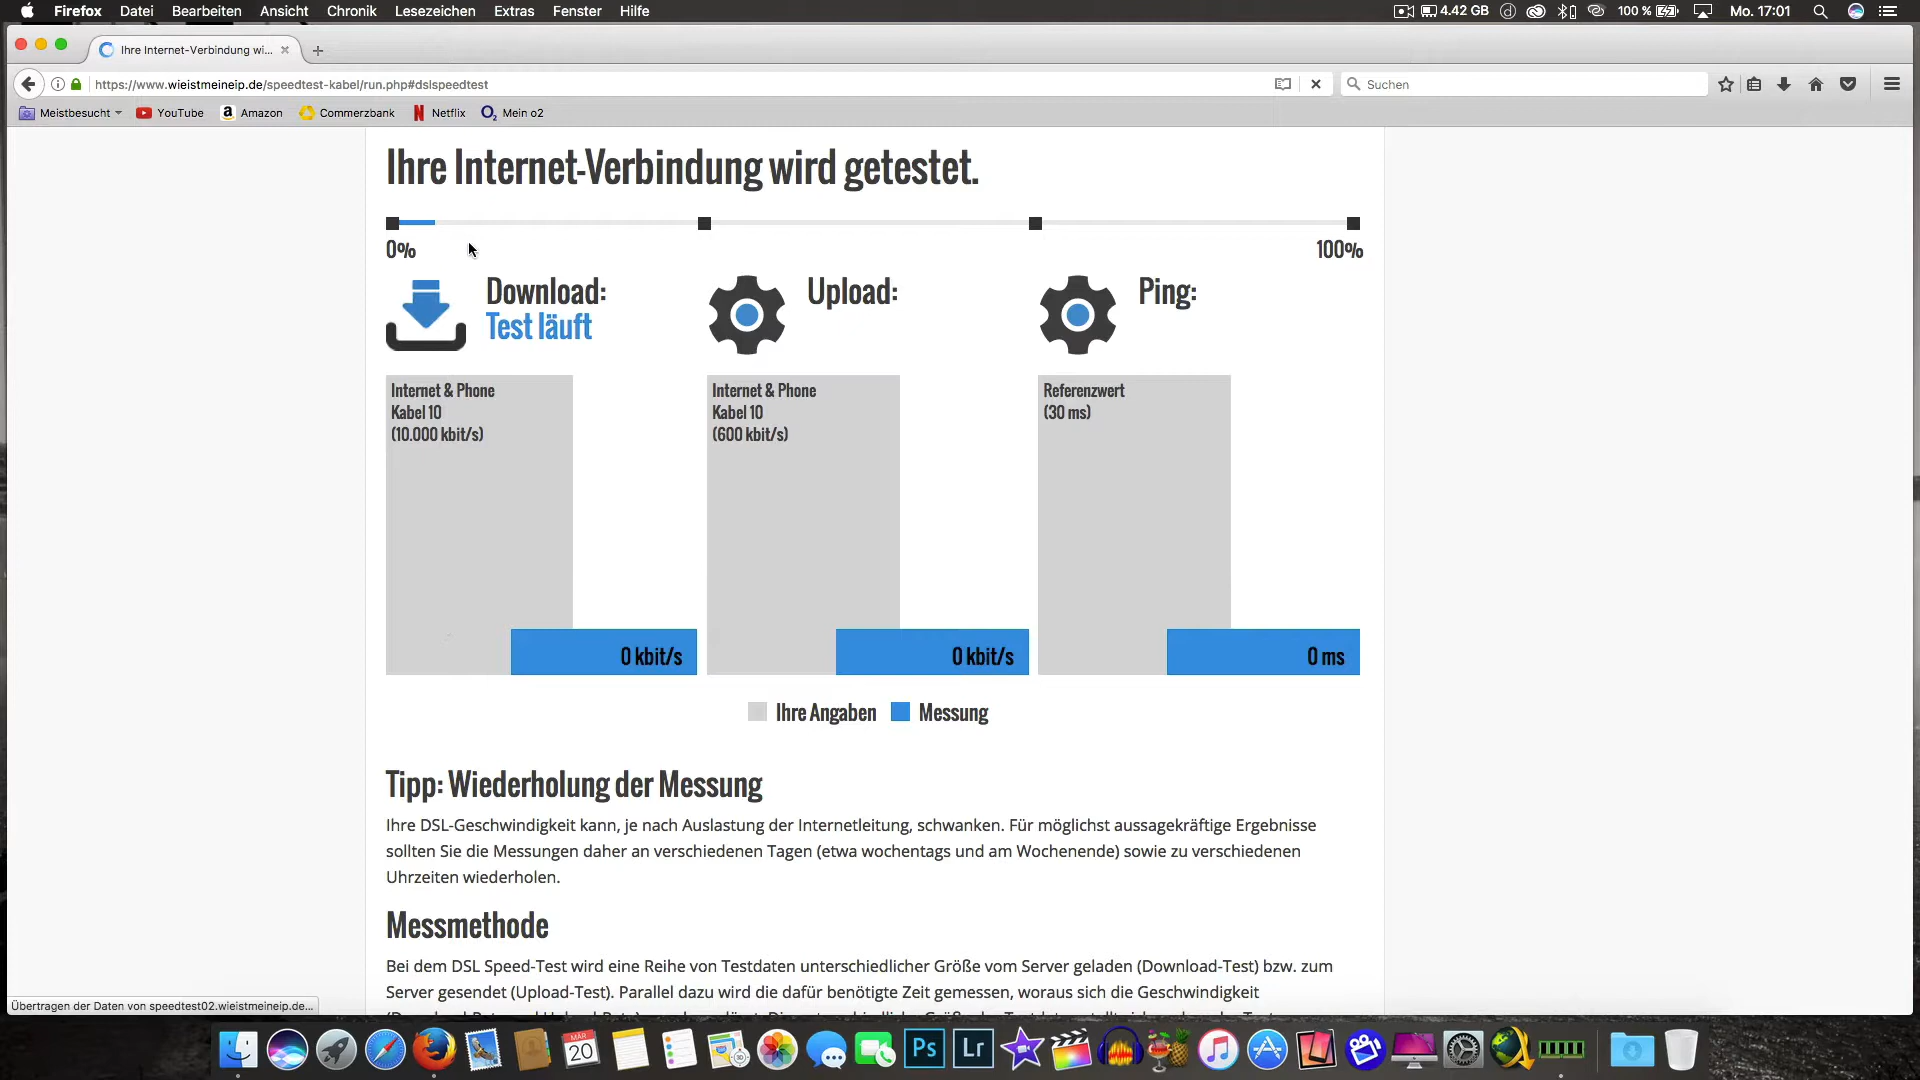 Firefox Datei Bearbeiten Ansicht Chronik Lesezeichen Extras Fenster Hilfe 4.42 GB 100 % Mo. 17:01
Ihre Internet-Verbindung wi...
https://www.wieistmeineip.de/speedtest-kabel/run.php#dslspeedtest
Suchen
Meistbesucht YouTube Amazon Commerzbank Netflix Mein o2
Ihre Internet-Verbindung wird getestet.
0% 100%
Download:
Test läuft
Upload:
Ping:
Internet & Phone
Kabel 10
(10.000 kbit/s)
0 kbit/s
Internet & Phone
Kabel 10
(600 kbit/s)
0 kbit/s
Referenzwert
(30 ms)
0 ms
Ihre Angaben Messung
Tipp: Wiederholung der Messung
Ihre DSL-Geschwindigkeit kann, je nach Auslastung der Internetleitung, schwanken. Für möglichst aussagekräftige Ergebnisse
sollten Sie die Messungen daher an verschiedenen Tagen (etwa wochentags und am Wochenende) sowie zu verschiedenen
Uhrzeiten wiederholen.
Messmethode
Bei dem DSL Speed-Test wird eine Reihe von Testdaten unterschiedlicher Größe vom Server geladen (Download-Test) bzw. zum
Server gesendet (Upload-Test). Parallel dazu wird die dafür benötigte Zeit gemessen, woraus sich die Geschwindigkeit
Übertragen der Daten von speedtest02.wieistmeineip.de...
MÄR
20
Ps
Lr